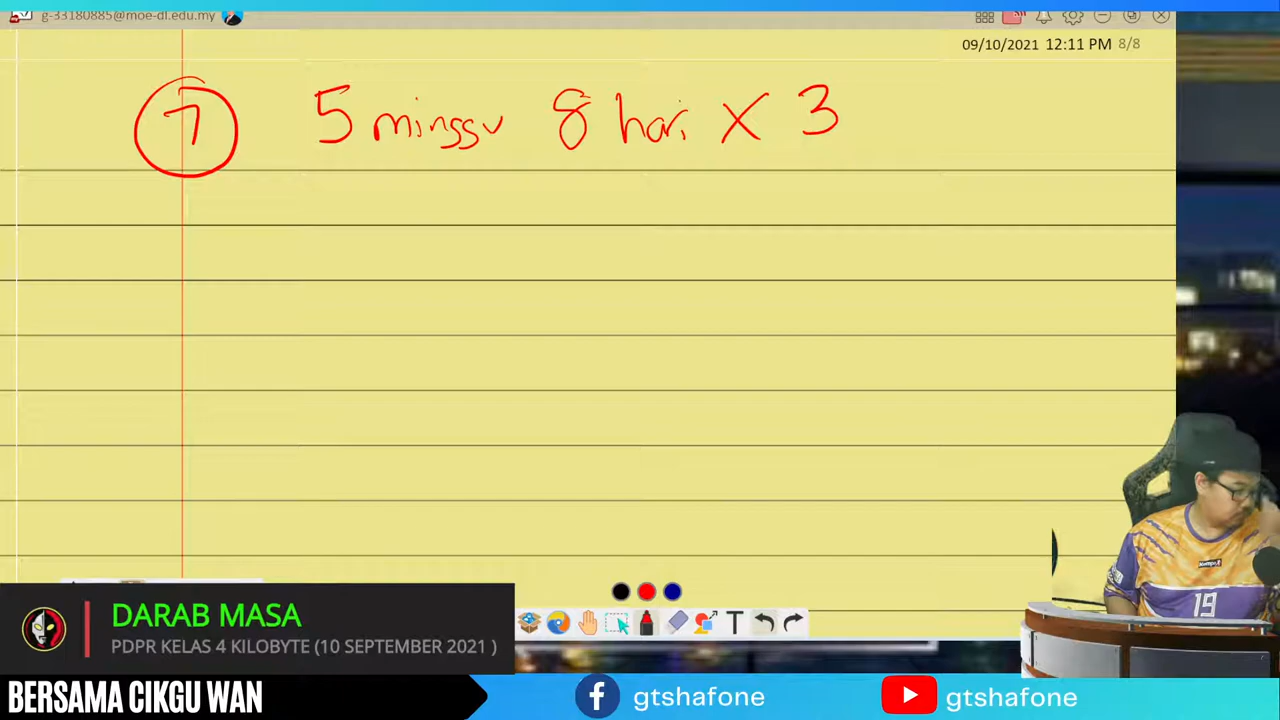 g-33180885@moe-dl.edu.my
09/10/2021 12:11 PM 8/8
7 5 minggu 8 hari X 3
T
19
DARAB MASA
PDPR KELAS 4 KILOBYTE (10 SEPTEMBER 2021 )
BERSAMA CIKGU WAN
gtshafone
gtshafone